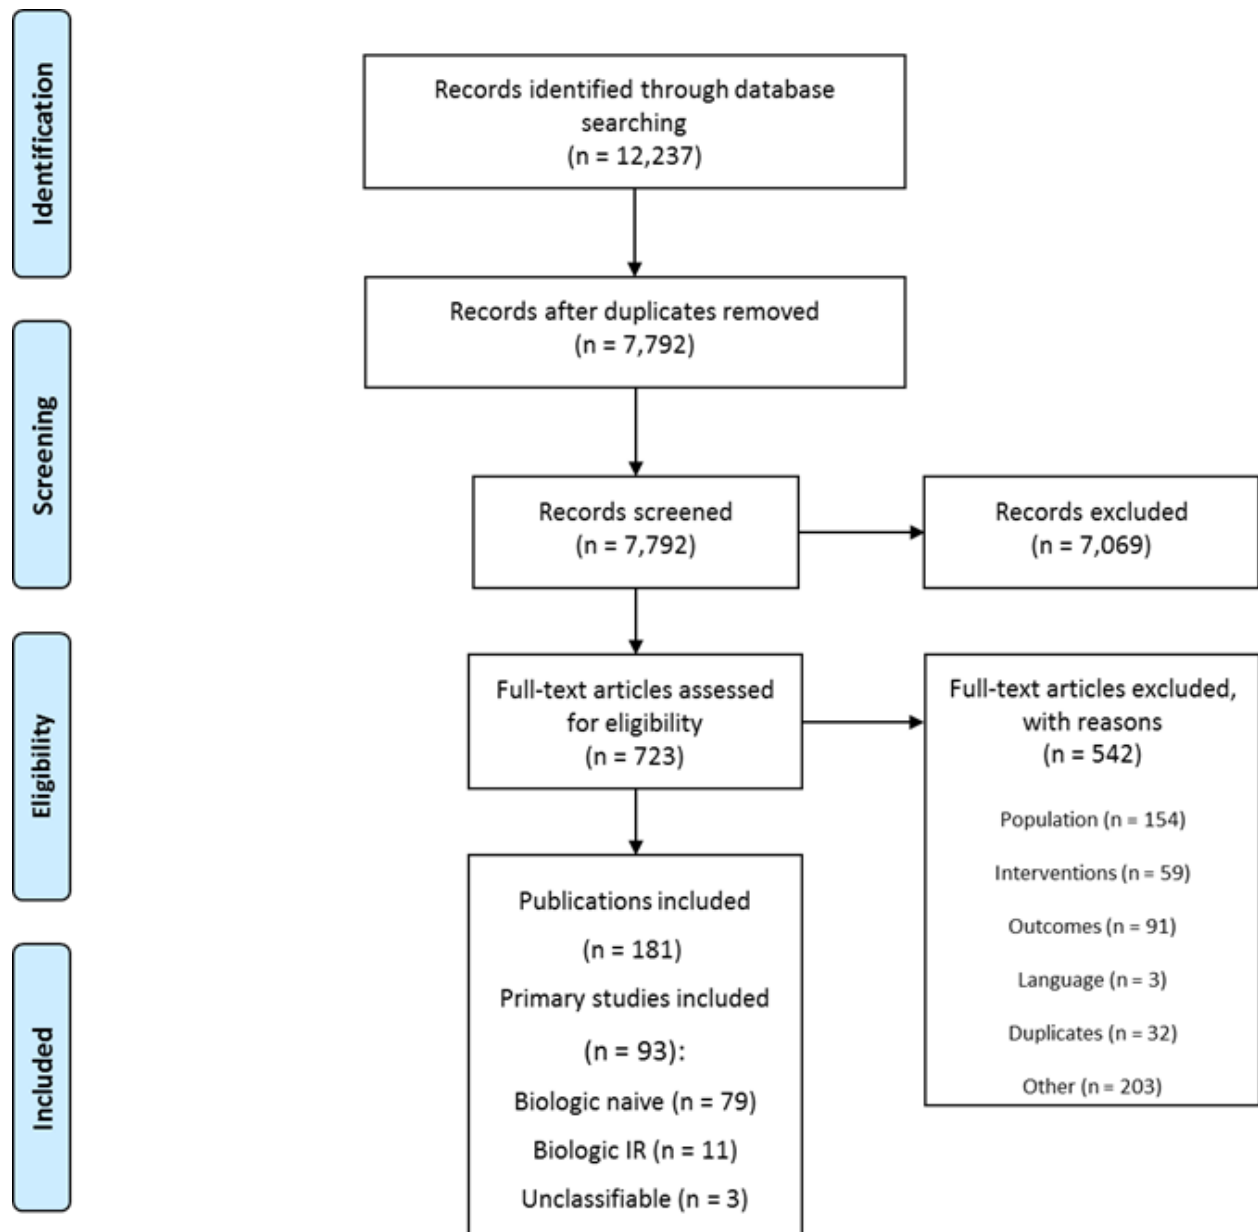 Identification
Records identified through database
searching
(n = 12,237)
Records after duplicates removed
(n = 7,792)
Screening
Records screened
(n = 7,792)
Records excluded
(n = 7,069)
Eligibility
Full-text articles assessed
for eligibility
(n = 723)
Full-text articles excluded,
with reasons
(n = 542)
Population (n = 154)
Interventions (n = 59)
Outcomes (n = 91)
Language (n = 3)
Duplicates (n = 32)
Other (n = 203)
Included
Publications included
(n = 181)
Primary studies included
(n = 93):
Biologic naive (n = 79)
Biologic IR (n = 11)
Unclassifiable (n = 3)